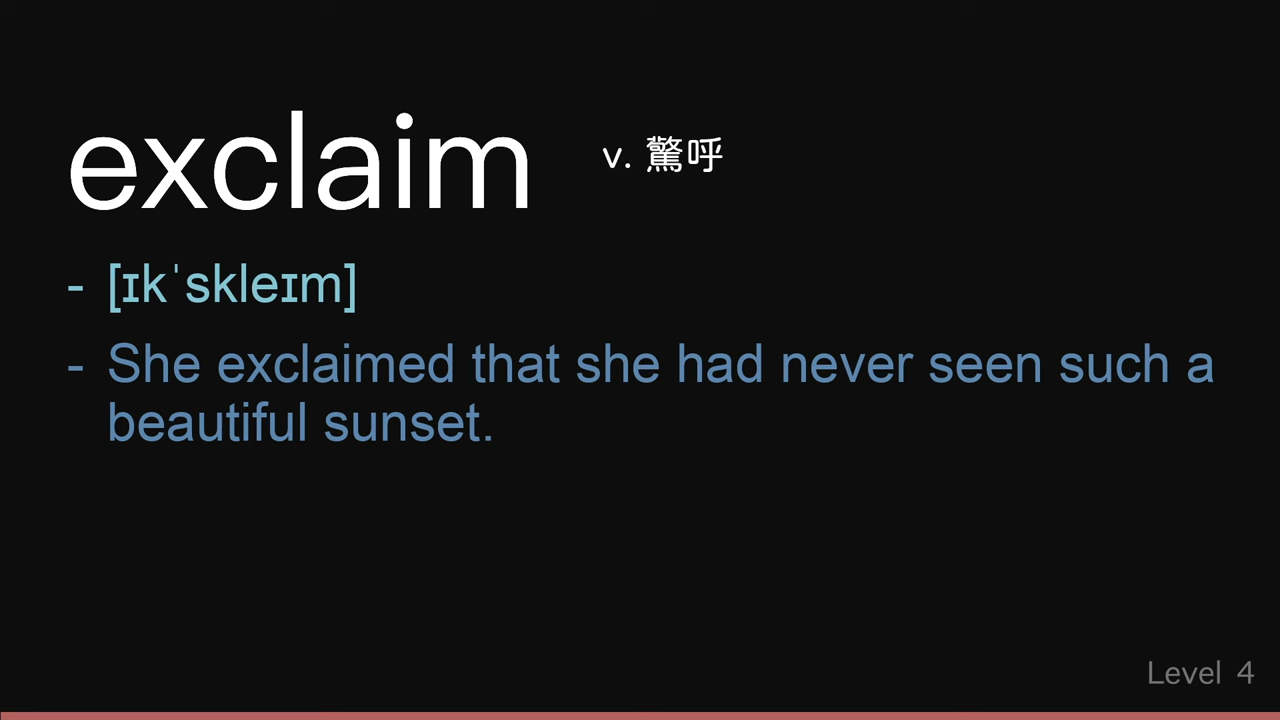 exclaim v. 驚呼
- [ɪkˈskleɪm]
- She exclaimed that she had never seen such a
beautiful sunset.
Level 4